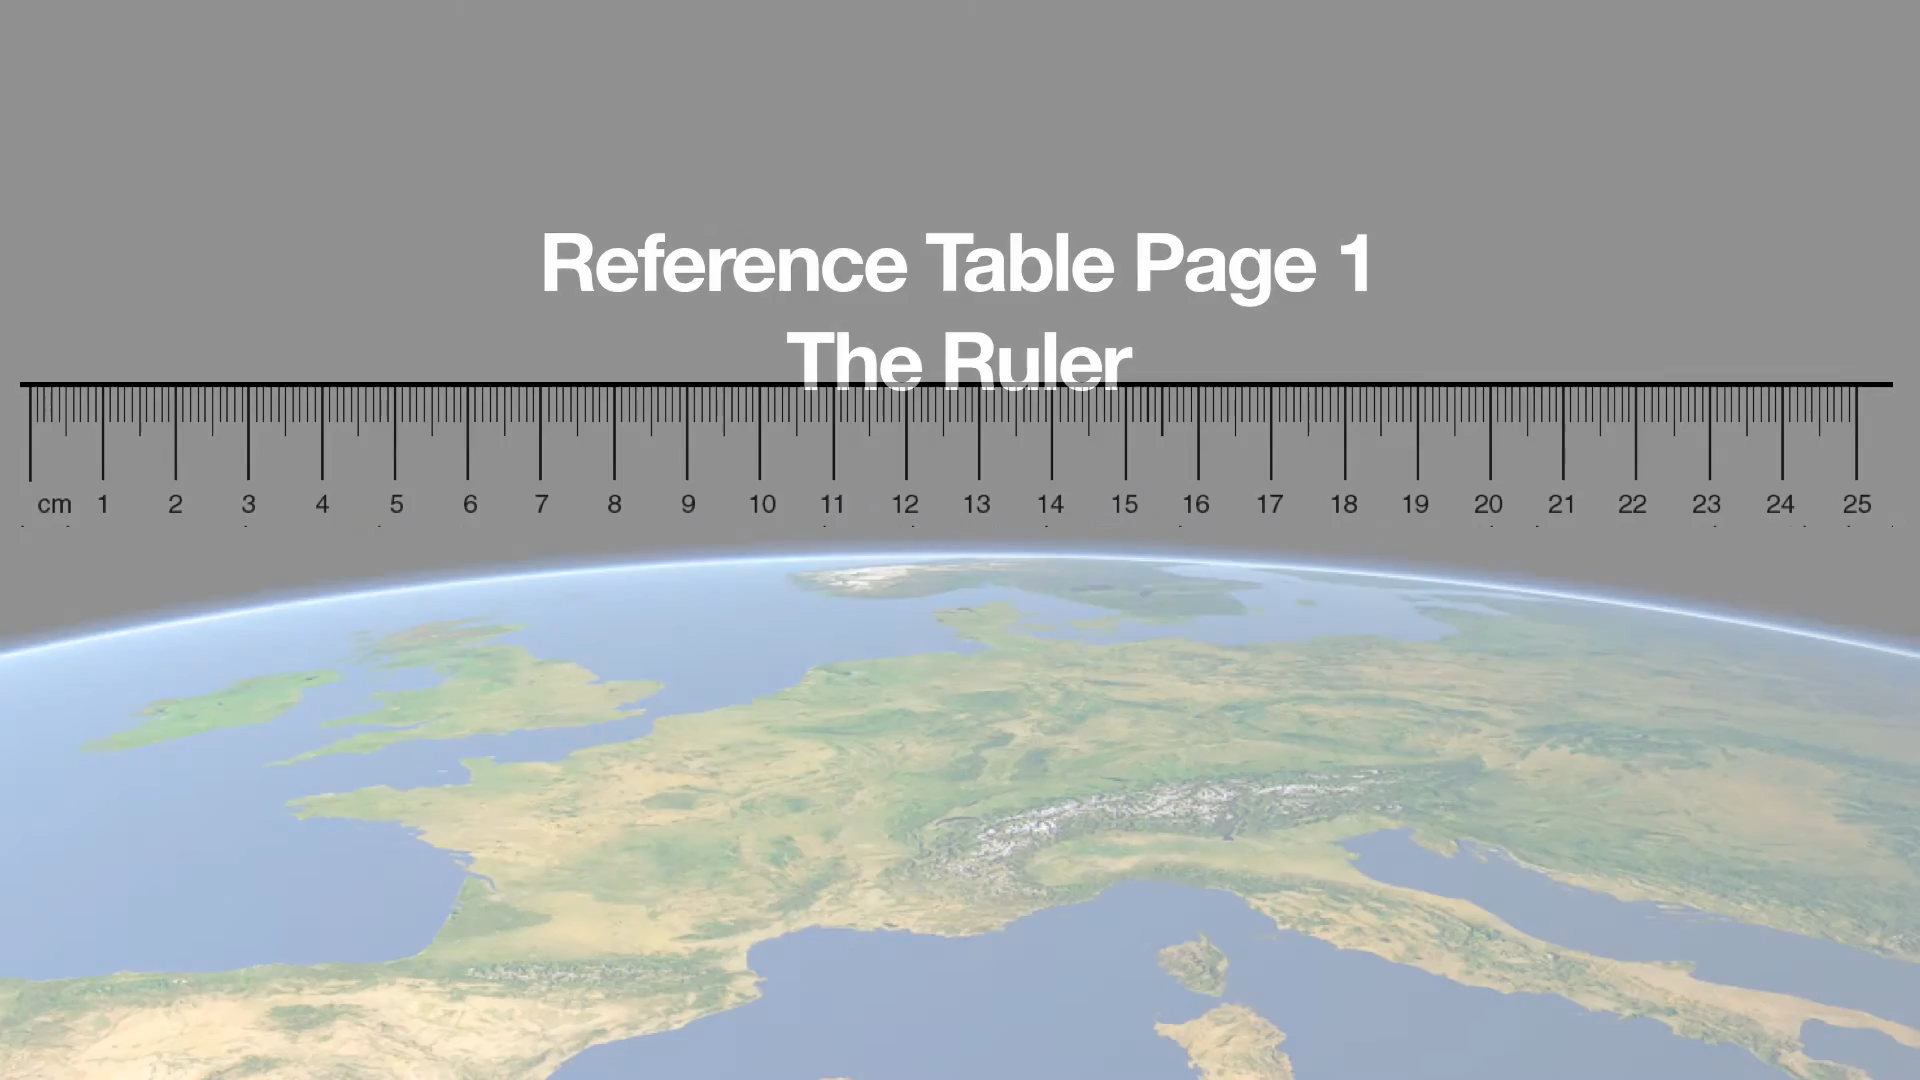 Reference Table Page 1
The Ruler
cm 1 2 3 4 5 6 7 8 9 10 11 12 13 14 15 16 17 18 19 20 21 22 23 24 25